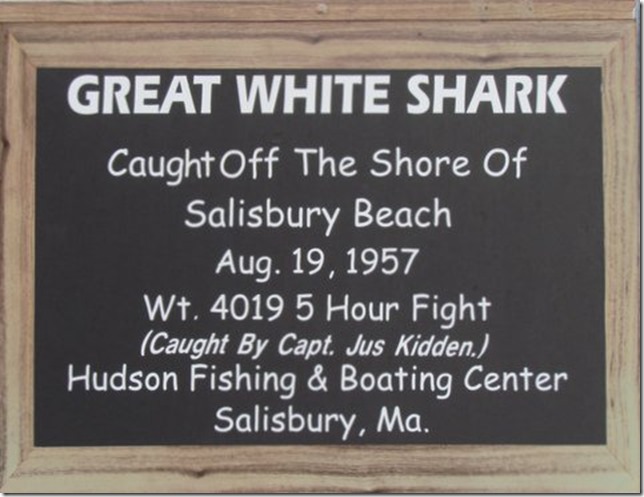 GREAT WHITE SHARK
Caught Off The Shore Of
Salisbury Beach
Aug. 19, 1957
Wt. 4019 5 Hour Fight
(Caught By Capt. Jus Kidden.)
Hudson Fishing & Boating Center
Salisbury, Ma.